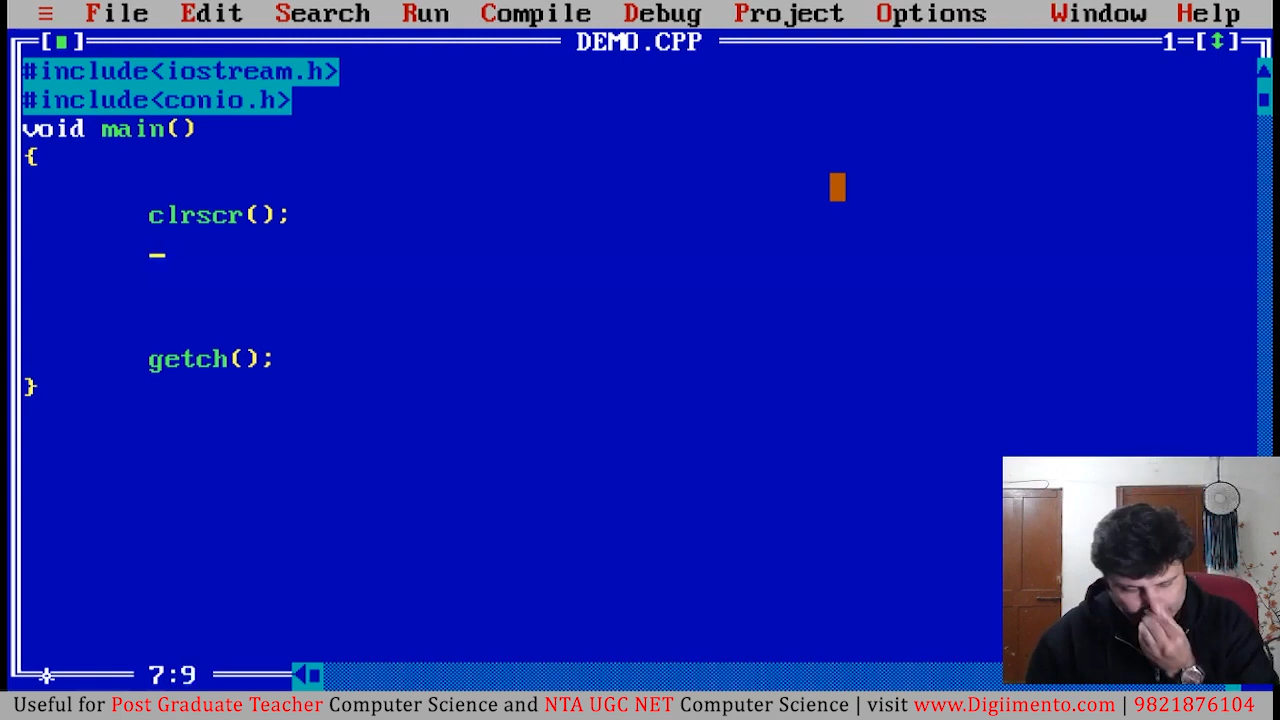 ≡ File Edit Search Run Compile Debug Project Options Window Help
[■] DEMO.CPP 1=[↕]
#include<iostream.h>
#include<conio.h>
void main()
{
clrscr();
getch();
}
7:9
Useful for Post Graduate Teacher Computer Science and NTA UGC NET Computer Science | visit www.Digiimento.com | 9821876104